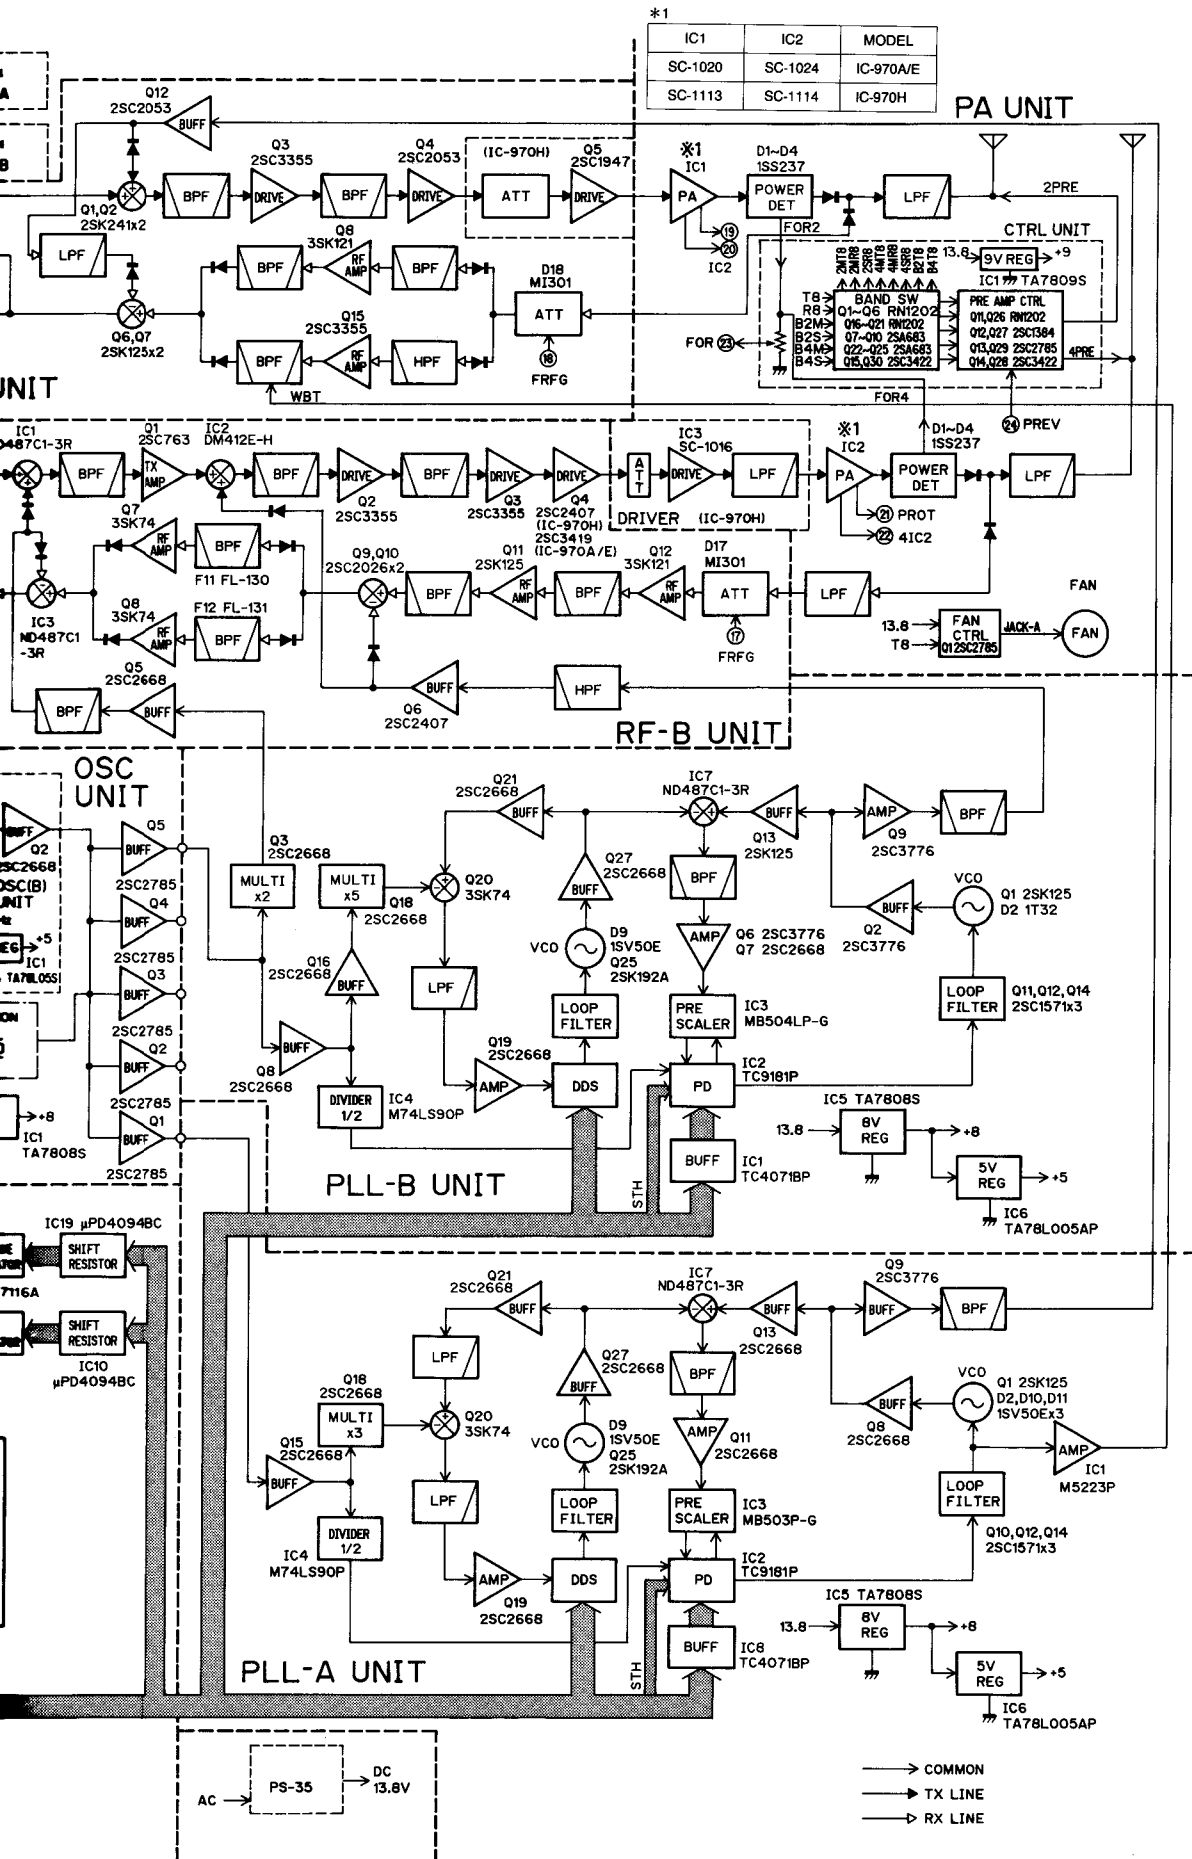 *1
IC1 IC2 MODEL
SC-1020 SC-1024 IC-970A/E
SC-1113 SC-1114 IC-970H
PA UNIT
A
B
Q12
2SC2053
BUFF
Q3
2SC3355
Q4
2SC2053
(IC-970H)
Q5
2SC1947
※1
IC1
D1~D4
1SS237
BPF
DRIVE
BPF
DRIVE
ATT
DRIVE
PA
POWER
DET
LPF
2PRE
Q1,Q2
2SK241x2
LPF
Q8
3SK121
BPF
RF
AMP
BPF
19
20
IC2
FOR2
CTRL UNIT
2MT8
2MR8
2SR8
4MT8
4MR8
4SR8
B2T8
B4T8
13.8
9V REG
+9
IC1 TA7809S
D18
MI301
ATT
18
FRFG
Q6,Q7
2SK125x2
Q15
2SC3355
BPF
RF
AMP
HPF
WBT
FOR 23
T8
R8
B2M
B2S
B4M
B4S
BAND SW
Q1~Q6 RN1202
Q16~Q21 RN1202
Q7~Q10 2SA683
Q22~Q25 2SA683
Q15,Q30 2SC3422
PRE AMP CTRL
Q11,Q26 RN1202
Q12,Q27 2SC1384
Q13,Q29 2SC2785
Q14,Q28 2SC3422
4PRE
FOR4
24 PREV
UNIT
IC1
D487C1-3R
Q1
2SC763
IC2
DM412E-H
BPF
TX
AMP
BPF
DRIVE
BPF
DRIVE
DRIVE
Q2
2SC3355
Q3
2SC3355
Q4
2SC2407
(IC-970H)
2SC3419
(IC-970A/E)
ATT
IC3
SC-1016
DRIVE
LPF
DRIVER (IC-970H)
※1
IC2
PA
D1~D4
1SS237
POWER
DET
LPF
21 PROT
22 4IC2
Q7
3SK74
RF
AMP
BPF
F11 FL-130
Q9,Q10
2SC2026x2
Q11
2SK125
Q12
3SK121
D17
MI301
BPF
RF
AMP
BPF
RF
AMP
ATT
LPF
17
FRFG
IC3
ND487C1
-3R
Q8
3SK74
F12 FL-131
RF
AMP
BPF
FAN
13.8
T8
FAN
CTRL
Q1 2SC2785
JACK-A
FAN
Q5
2SC2668
BPF
BUFF
BUFF
Q6
2SC2407
HPF
RF-B UNIT
OSC
UNIT
BUFF
Q2
2SC2668
OSC(B)
UNIT
+5
IC1
TA78L05S
Q5
BUFF
2SC2785
Q4
BUFF
2SC2785
Q3
BUFF
2SC2785
Q2
BUFF
2SC2785
Q1
BUFF
2SC2785
+8
IC1
TA7808S
Q3
2SC2668
MULTI
x2
MULTI
x5
Q18
2SC2668
Q16
2SC2668
BUFF
Q8
2SC2668
BUFF
DIVIDER
1/2
IC4
M74LS90P
Q21
2SC2668
BUFF
Q20
3SK74
LPF
Q19
2SC2668
AMP
DDS
Q27
2SC2668
BUFF
VCO
D9
1SV50E
Q25
2SK192A
LOOP
FILTER
IC7
ND487C1-3R
BPF
AMP
Q6 2SC3776
Q7 2SC2668
PRE
SCALER
IC3
MB504LP-G
PD
IC2
TC9181P
BUFF
IC1
TC4071BP
STH
BUFF
Q13
2SK125
AMP
Q9
2SC3776
BPF
BUFF
Q2
2SC3776
VCO
Q1 2SK125
D2 1T32
LOOP
FILTER
Q11,Q12,Q14
2SC1571x3
IC5 TA7808S
13.8
8V
REG
+8
5V
REG
+5
IC6
TA78L005AP
PLL-B UNIT
IC19 μPD4094BC
SHIFT
RESISTOR
7116A
SHIFT
RESISTOR
IC10
μPD4094BC
Q21
2SC2668
BUFF
LPF
Q18
2SC2668
MULTI
x3
Q20
3SK74
Q15
2SC2668
BUFF
LPF
DIVIDER
1/2
IC4
M74LS90P
AMP
Q19
2SC2668
DDS
Q27
2SC2668
BUFF
VCO
D9
1SV50E
Q25
2SK192A
LOOP
FILTER
IC7
ND487C1-3R
BPF
AMP
Q11
2SC2668
PRE
SCALER
IC3
MB503P-G
PD
IC2
TC9181P
BUFF
IC8
TC4071BP
STH
BUFF
Q13
2SC2668
Q9
2SC3776
BUFF
BPF
BUFF
Q8
2SC2668
VCO
Q1 2SK125
D2,D10,D11
1SV50Ex3
AMP
IC1
M5223P
LOOP
FILTER
Q10,Q12,Q14
2SC1571x3
IC5 TA7808S
13.8
8V
REG
+8
5V
REG
+5
IC6
TA78L005AP
PLL-A UNIT
AC
PS-35
DC
13.8V
COMMON
TX LINE
RX LINE